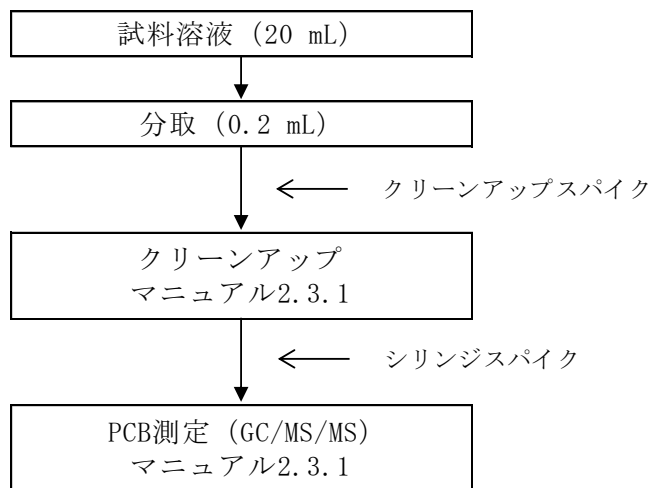 試料溶液 (20 mL)
分取 (0.2 mL)
クリーンアップスパイク
クリーンアップ
マニュアル2.3.1
シリンジスパイク
PCB測定 (GC/MS/MS)
マニュアル2.3.1